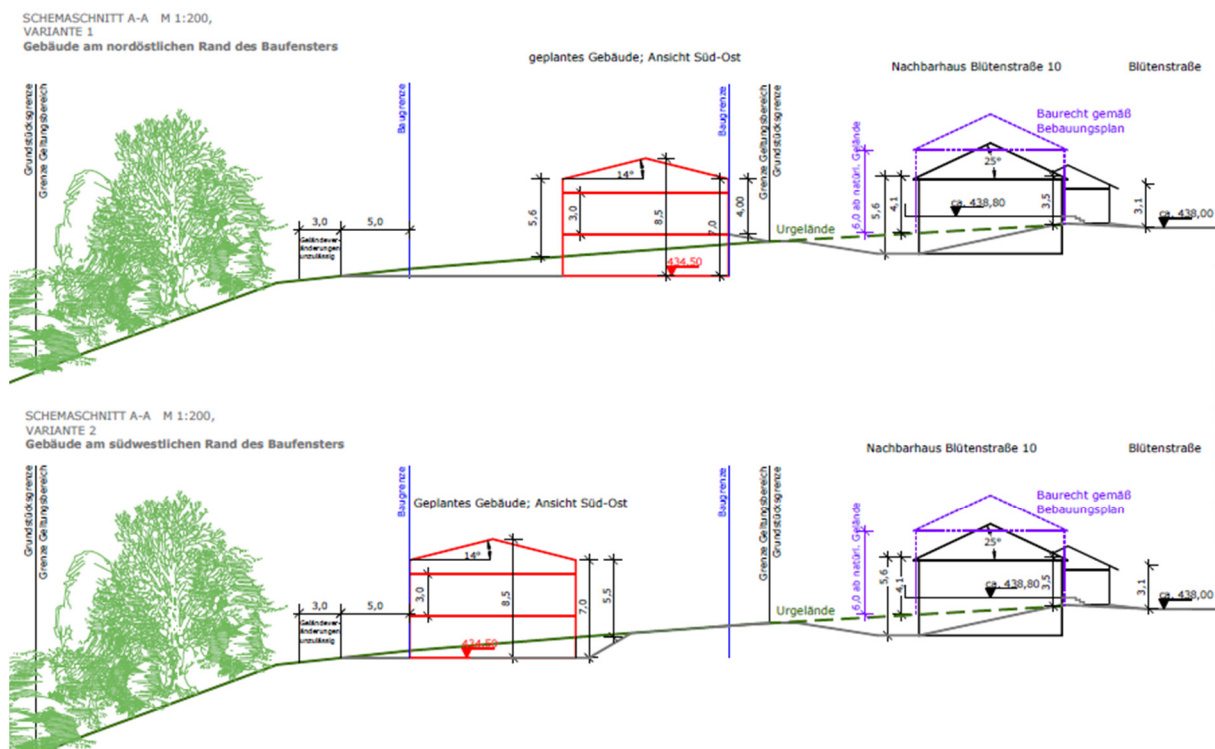 SCHEMASCHNITT A-A M 1:200,
VARIANTE 1
Gebäude am nordöstlichen Rand des Baufensters
geplantes Gebäude; Ansicht Süd-Ost
Nachbarhaus Blütenstraße 10
Blütenstraße
Grundstücksgrenze
Grenze Geltungsbereich
Baugrenze
Baugrenze
Grenze Geltungsbereich
Grundstücksgrenze
Baurecht gemäß
Bebauungsplan
6,0 ab natürl. Gelände
3,0
5,0
Geländever-
änderungen
unzulässig
14°
5,6
3,0
8,5
7,0
4,00
434,50
Urgelände
5,6
4,1
25°
ca. 438,80
3,5
3,1
ca. 438,00
SCHEMASCHNITT A-A M 1:200,
VARIANTE 2
Gebäude am südwestlichen Rand des Baufensters
Geplantes Gebäude; Ansicht Süd-Ost
Nachbarhaus Blütenstraße 10
Blütenstraße
Grundstücksgrenze
Grenze Geltungsbereich
Baugrenze
Baugrenze
Grenze Geltungsbereich
Grundstücksgrenze
Baurecht gemäß
Bebauungsplan
6,0 ab natürl. Gelände
3,0
5,0
Geländever-
änderungen
unzulässig
14°
3,0
8,5
7,0
5,5
434,50
Urgelände
5,6
4,1
25°
ca. 438,80
3,5
3,1
ca. 438,00